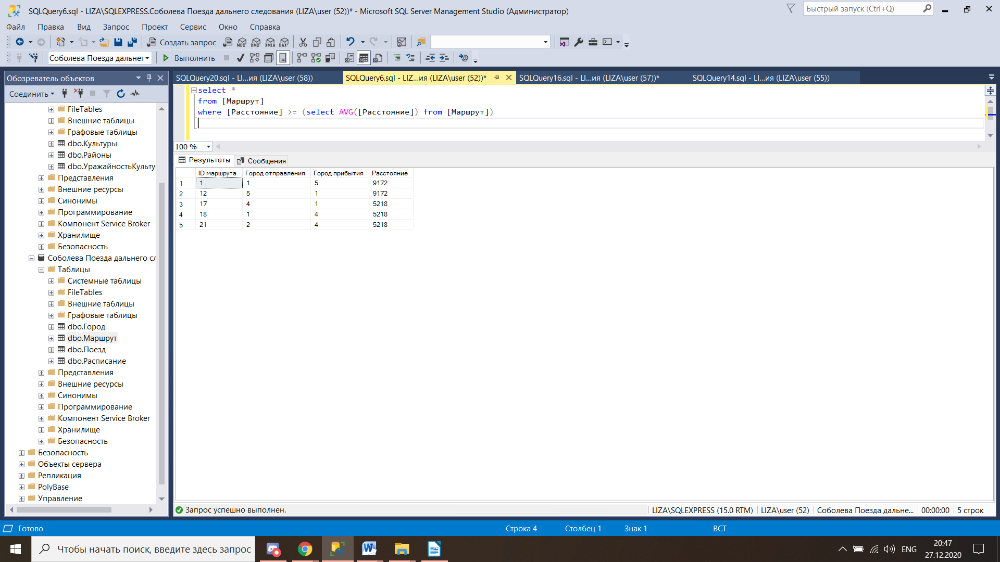 SQLQuery6.sql - LIZA\SQLEXPRESS.Соболева Поезда дальнего следования (LIZA\user (52))* - Microsoft SQL Server Management Studio (Администратор)
Быстрый запуск (Ctrl+Q)
Файл Правка Вид Запрос Проект Сервис Окно Справка
Создать запрос MDX DMX XMLA DAX
Соболева Поезда дальнег Выполнить
Обозреватель объектов
Соединить
FileTables
Внешние таблицы
Графовые таблицы
dbo.Культуры
dbo.Районы
dbo.УражайностьКультур
Представления
Внешние ресурсы
Синонимы
Программирование
Компонент Service Broker
Хранилище
Безопасность
Соболева Поезда дальнего сл
Таблицы
Системные таблицы
FileTables
Внешние таблицы
Графовые таблицы
dbo.Город
dbo.Маршрут
dbo.Поезд
dbo.Расписание
Представления
Внешние ресурсы
Синонимы
Программирование
Компонент Service Broker
Хранилище
Безопасность
Безопасность
Объекты сервера
Репликация
PolyBase
Управление
SQLQuery20.sql - LI...ия (LIZA\user (58)) SQLQuery6.sql - LIZ...ия (LIZA\user (52))* SQLQuery16.sql - LI...ия (LIZA\user (57))* SQLQuery14.sql - LI...ия (LIZA\user (55))
select *
from [Маршрут]
where [Расстояние] >= (select AVG([Расстояние]) from [Маршрут])
100 %
Результаты Сообщения
ID маршрута Город отправления Город прибытия Расстояние
1 1 1 5 9172
2 12 5 1 9172
3 17 4 1 5218
4 18 1 4 5218
5 21 2 4 5218
Запрос успешно выполнен. LIZA\SQLEXPRESS (15.0 RTM) LIZA\user (52) Соболева Поезда дальне... 00:00:00 5 строк
Готово Строка 4 Столбец 1 Знак 1 ВСТ
Чтобы начать поиск, введите здесь запрос
ENG
20:47
27.12.2020